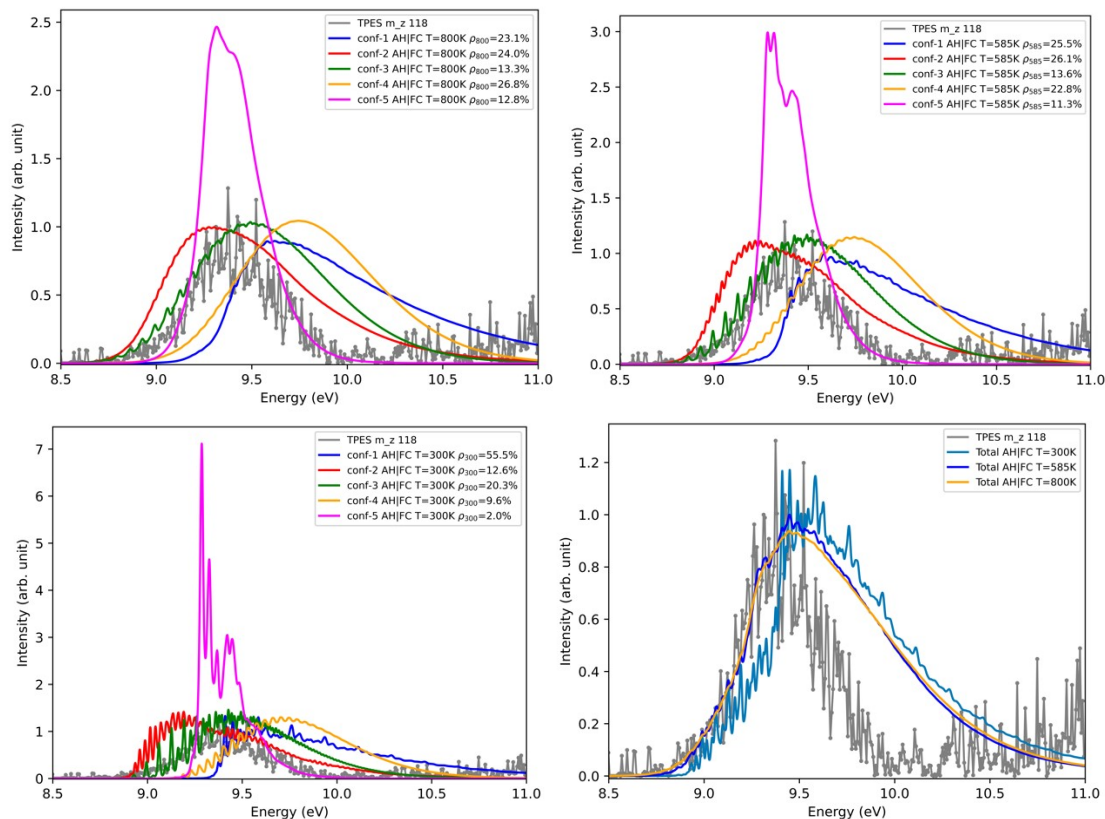 TPES m_z 118
conf-1 AH|FC T=800K ρ800=23.1%
conf-2 AH|FC T=800K ρ800=24.0%
conf-3 AH|FC T=800K ρ800=13.3%
conf-4 AH|FC T=800K ρ800=26.8%
conf-5 AH|FC T=800K ρ800=12.8%
Intensity (arb. unit)
2.5
2.0
1.5
1.0
0.5
0.0
8.5 9.0 9.5 10.0 10.5 11.0
Energy (eV)
TPES m_z 118
conf-1 AH|FC T=585K ρ585=25.5%
conf-2 AH|FC T=585K ρ585=26.1%
conf-3 AH|FC T=585K ρ585=13.6%
conf-4 AH|FC T=585K ρ585=22.8%
conf-5 AH|FC T=585K ρ585=11.3%
Intensity (arb. unit)
3.0
2.5
2.0
1.5
1.0
0.5
0.0
8.5 9.0 9.5 10.0 10.5 11.0
Energy (eV)
TPES m_z 118
conf-1 AH|FC T=300K ρ300=55.5%
conf-2 AH|FC T=300K ρ300=12.6%
conf-3 AH|FC T=300K ρ300=20.3%
conf-4 AH|FC T=300K ρ300=9.6%
conf-5 AH|FC T=300K ρ300=2.0%
Intensity (arb. unit)
7
6
5
4
3
2
1
0
8.5 9.0 9.5 10.0 10.5 11.0
Energy (eV)
TPES m_z 118
Total AH|FC T=300K
Total AH|FC T=585K
Total AH|FC T=800K
Intensity (arb. unit)
1.2
1.0
0.8
0.6
0.4
0.2
0.0
8.5 9.0 9.5 10.0 10.5 11.0
Energy (eV)